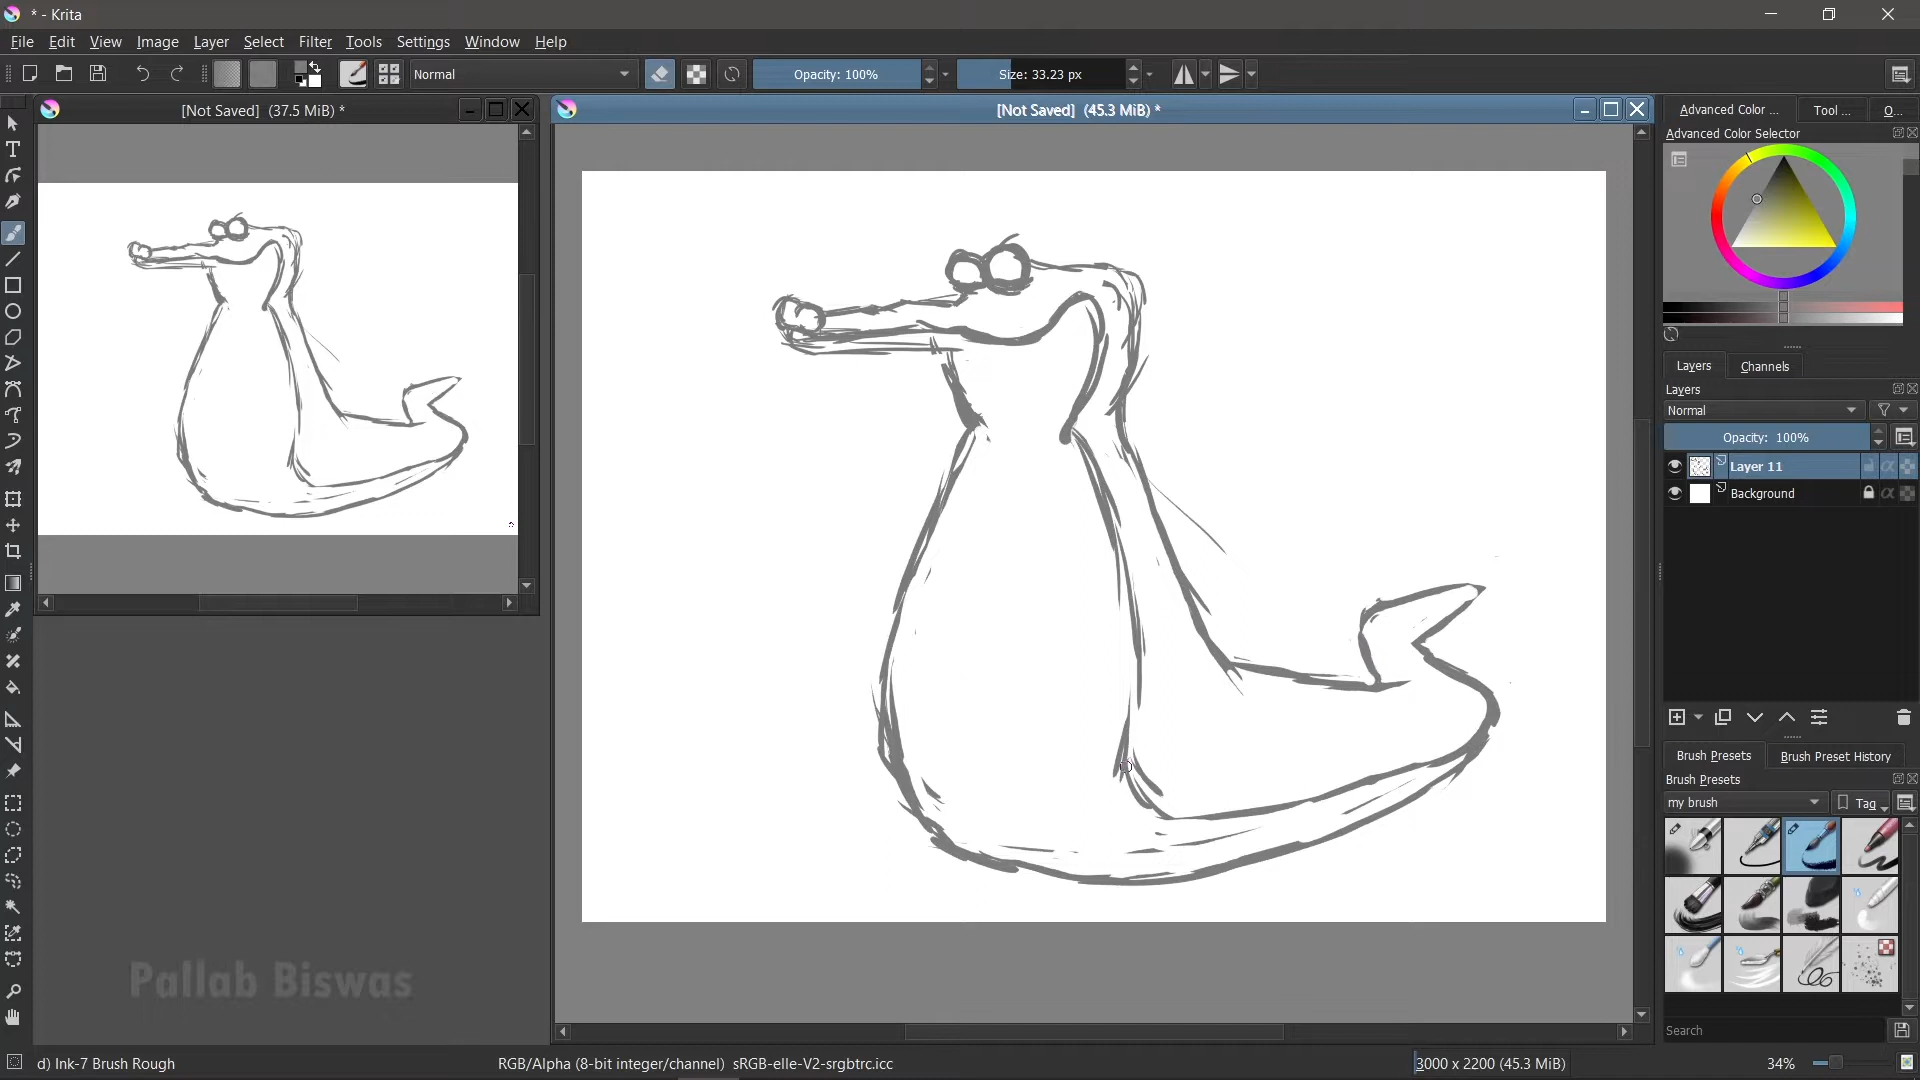 * - Krita
File Edit View Image Layer Select Filter Tools Settings Window Help
Normal
Opacity: 100%
Size: 33.23 px
[Not Saved] (37.5 MiB) *
[Not Saved] (45.3 MiB) *
Advanced Color ...
Tool ...
O...
Advanced Color Selector
Layers
Channels
Layers
Normal
Opacity: 100%
Layer 11
Background
Brush Presets
Brush Preset History
Brush Presets
my brush
Tag
Search
Pallab Biswas
d) Ink-7 Brush Rough
RGB/Alpha (8-bit integer/channel) sRGB-elle-V2-srgbtrc.icc
3000 x 2200 (45.3 MiB)
34%